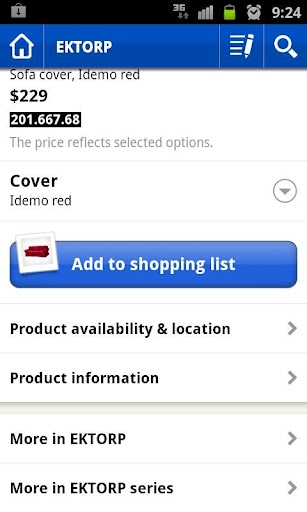 3G 9:24
EKTORP
Sofa cover, Idemo red
$229
201.667.68
The price reflects selected options.
Cover
Idemo red
Add to shopping list
Product availability & location
Product information
More in EKTORP
More in EKTORP series